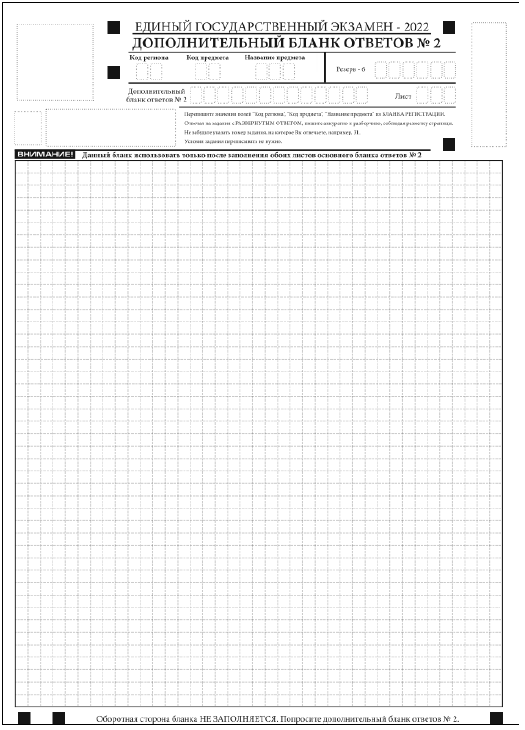 ЕДИНЫЙ ГОСУДАРСТВЕННЫЙ ЭКЗАМЕН - 2022
ДОПОЛНИТЕЛЬНЫЙ БЛАНК ОТВЕТОВ № 2
Код региона Код предмета Название предмета
Резерв - 6
Дополнительный
бланк ответов № 2
Лист
Перепишите значения полей "Код региона", "Код предмета", "Название предмета" из БЛАНКА РЕГИСТРАЦИИ.
Отвечая на задания с РАЗВЕРНУТЫМ ОТВЕТОМ, пишите аккуратно и разборчиво, соблюдая разметку страницы.
Не забудьте указать номер задания, на которое Вы отвечаете, например, 31.
Условия задания переписывать не нужно.
ВНИМАНИЕ! Данный бланк использовать только после заполнения обоих листов основного бланка ответов № 2
Оборотная сторона бланка НЕ ЗАПОЛНЯЕТСЯ. Попросите дополнительный бланк ответов № 2.